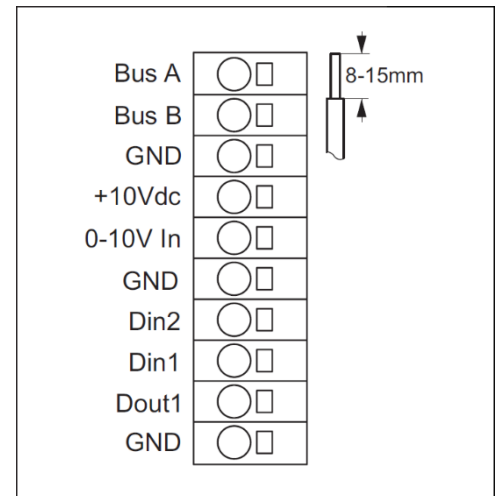 Bus A
8-15mm
Bus B
GND
+10Vdc
0-10V In
GND
Din2
Din1
Dout1
GND